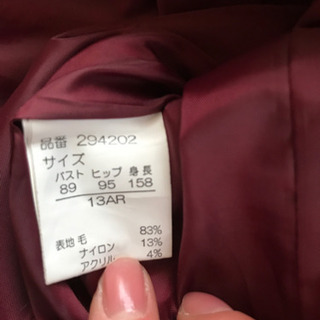 品番 294202
サイズ
バスト ヒップ 身長
89 95 158
13AR
83%
表地 毛
ナイロン 13%
アクリル 4%